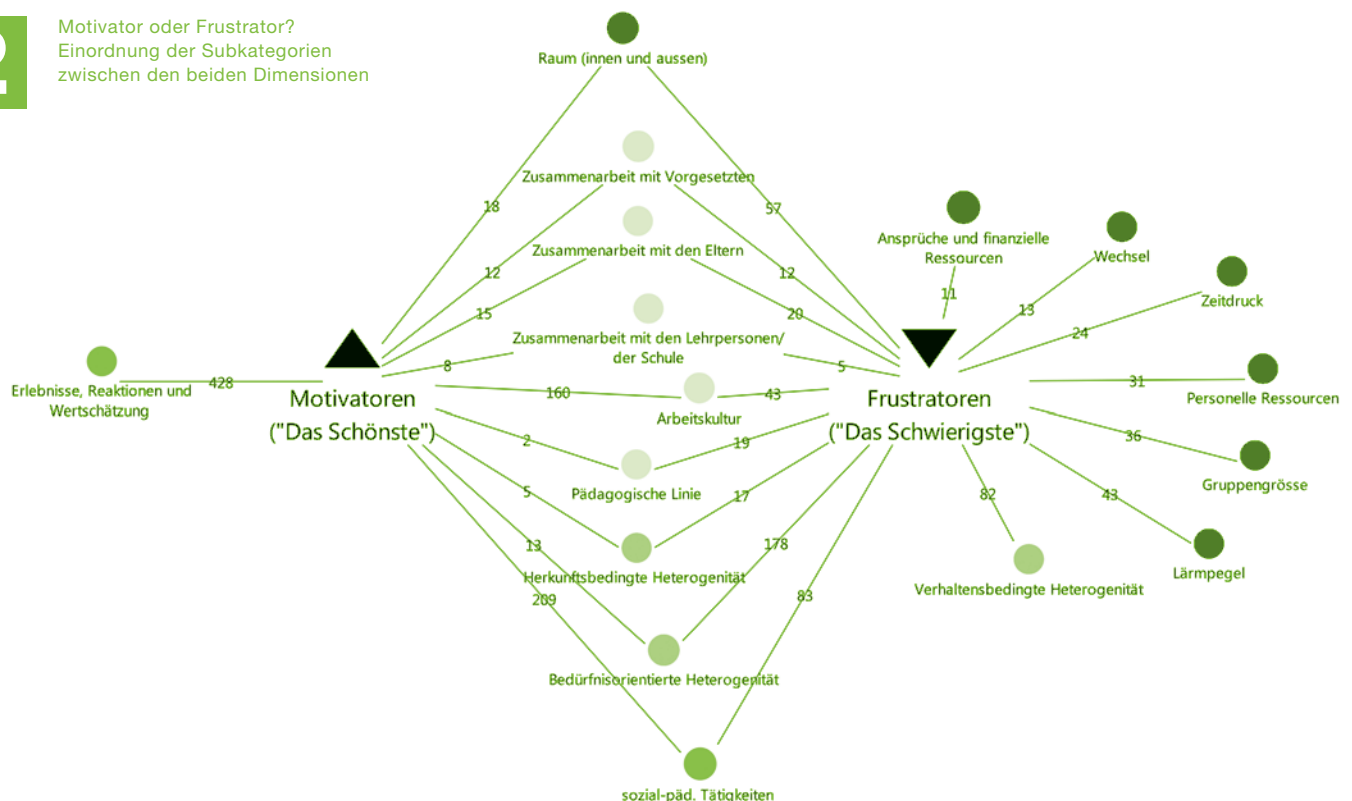 2
Motivator oder Frustrator?
Einordnung der Subkategorien
zwischen den beiden Dimensionen
Raum (innen und aussen)
18
57
Zusammenarbeit mit Vorgesetzten
12
12
Zusammenarbeit mit den Eltern
15
20
Zusammenarbeit mit den Lehrpersonen/
der Schule
8
5
Arbeitskultur
160
43
Pädagogische Linie
2
19
Herkunftsbedingte Heterogenität
5
17
Bedürfnisorientierte Heterogenität
13
178
sozial-päd. Tätigkeiten
209
83
Erlebnisse, Reaktionen und
Wertschätzung
428
Motivatoren
("Das Schönste")
Frustratoren
("Das Schwierigste")
Ansprüche und finanzielle
Ressourcen
11
Wechsel
13
Zeitdruck
24
Personelle Ressourcen
31
Gruppengrösse
36
Lärmpegel
43
Verhaltensbedingte Heterogenität
82